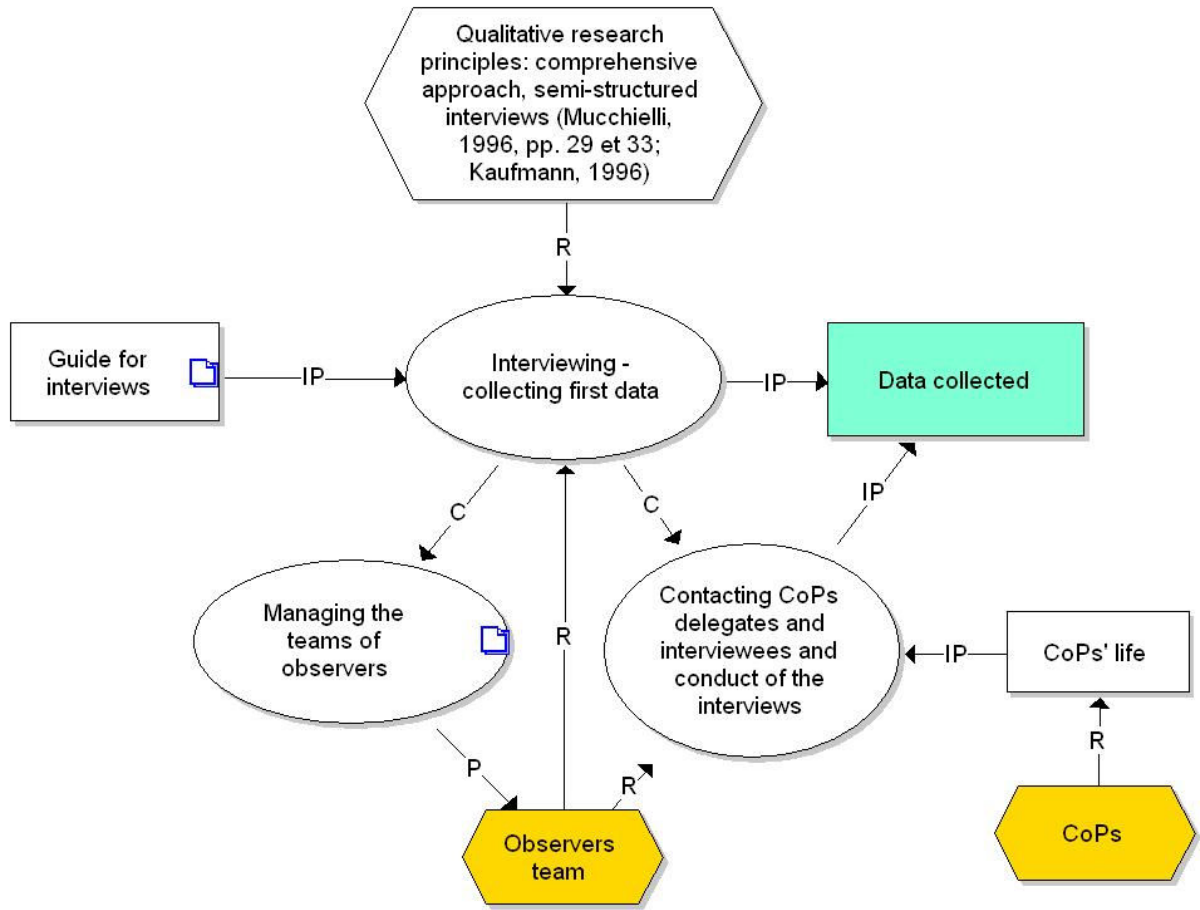 Qualitative research
principles: comprehensive
approach, semi-structured
interviews (Mucchielli,
1996, pp. 29 et 33;
Kaufmann, 1996)
R
Guide for
interviews
IP
Interviewing -
collecting first data
IP
Data collected
C
C
IP
R
Managing the
teams of
observers
Contacting CoPs
delegates and
interviewees and
conduct of the
interviews
IP
CoPs' life
P
R
R
Observers
team
CoPs